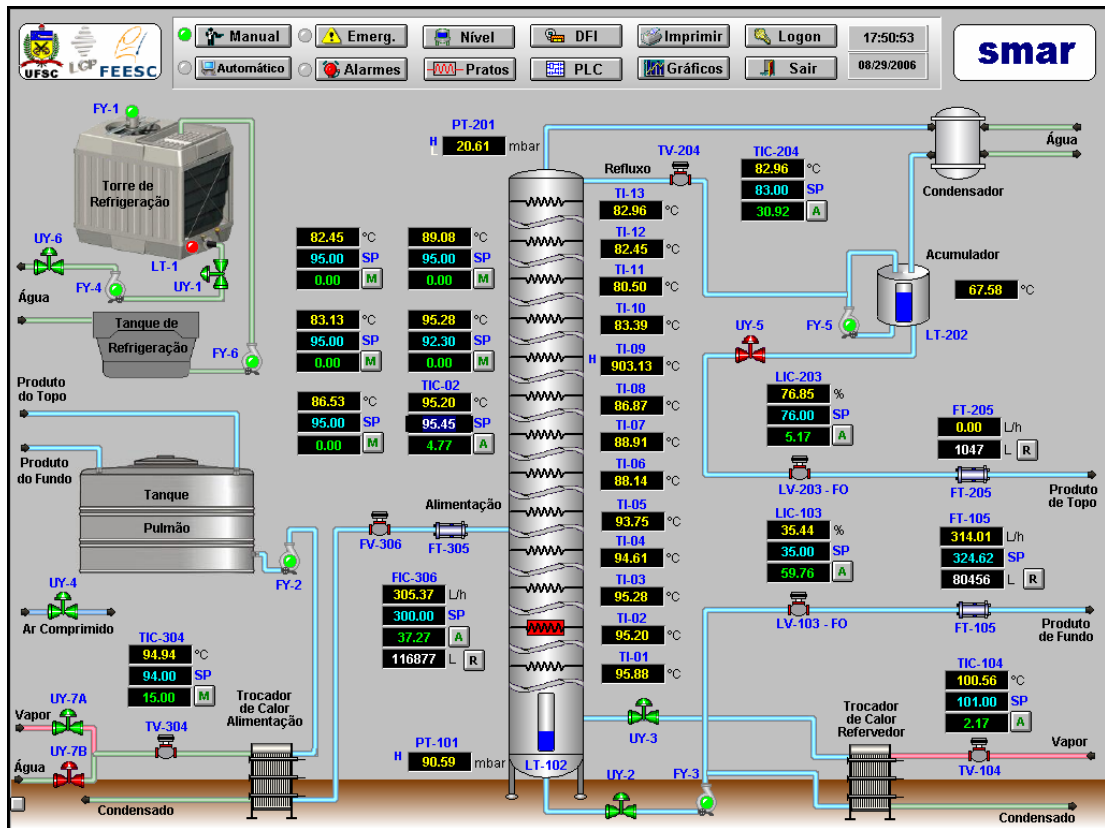 UFSC
LCP
FEESC
Manual
Emerg.
Nível
DFI
Imprimir
Logon
17:50:53
Automático
Alarmes
Pratos
PLC
Gráficos
Sair
08/29/2006
smar
FY-1
Torre de
Refrigeração
UY-6
LT-1
FY-4
UY-1
Água
Tanque de
Refrigeração
FY-6
Produto
do Topo
Produto
do Fundo
Tanque
Pulmão
FY-2
UY-4
Ar Comprimido
TIC-304
94.94 °C
94.00 SP
15.00 M
UY-7A
Vapor
TV-304
UY-7B
Água
Condensado
Trocador
de Calor
Alimentação
82.45 °C
95.00 SP
0.00 M
89.08 °C
95.00 SP
0.00 M
83.13 °C
95.00 SP
0.00 M
95.28 °C
92.30 SP
0.00 M
86.53 °C
95.00 SP
0.00 M
TIC-02
95.20 °C
95.45 SP
4.77 A
Alimentação
FV-306
FT-305
FIC-306
305.37 L/h
300.00 SP
37.27 A
116877 L R
PT-101
H 90.59 mbar
LT-102
PT-201
H 20.61 mbar
L
Refluxo
TV-204
TI-13
82.96 °C
TI-12
82.45 °C
TI-11
80.50 °C
TI-10
83.39 °C
TI-09
H 903.13 °C
TI-08
86.87 °C
TI-07
88.91 °C
TI-06
88.14 °C
TI-05
93.75 °C
TI-04
94.61 °C
TI-03
95.28 °C
TI-02
95.20 °C
TI-01
95.88 °C
UY-3
UY-2
FY-3
TIC-204
82.96 °C
83.00 SP
30.92 A
Água
Condensador
Acumulador
67.58 °C
FY-5
LT-202
UY-5
LIC-203
76.85 %
76.00 SP
5.17 A
FT-205
0.00 L/h
1047 L R
LV-203 - FO
FT-205
Produto
de Topo
LIC-103
35.44 %
35.00 SP
59.76 A
FT-105
314.01 L/h
324.62 SP
80456 L R
LV-103 - FO
FT-105
Produto
de Fundo
TIC-104
100.56 °C
101.00 SP
2.17 A
Trocador
de Calor
Refervedor
Vapor
TV-104
Condensado